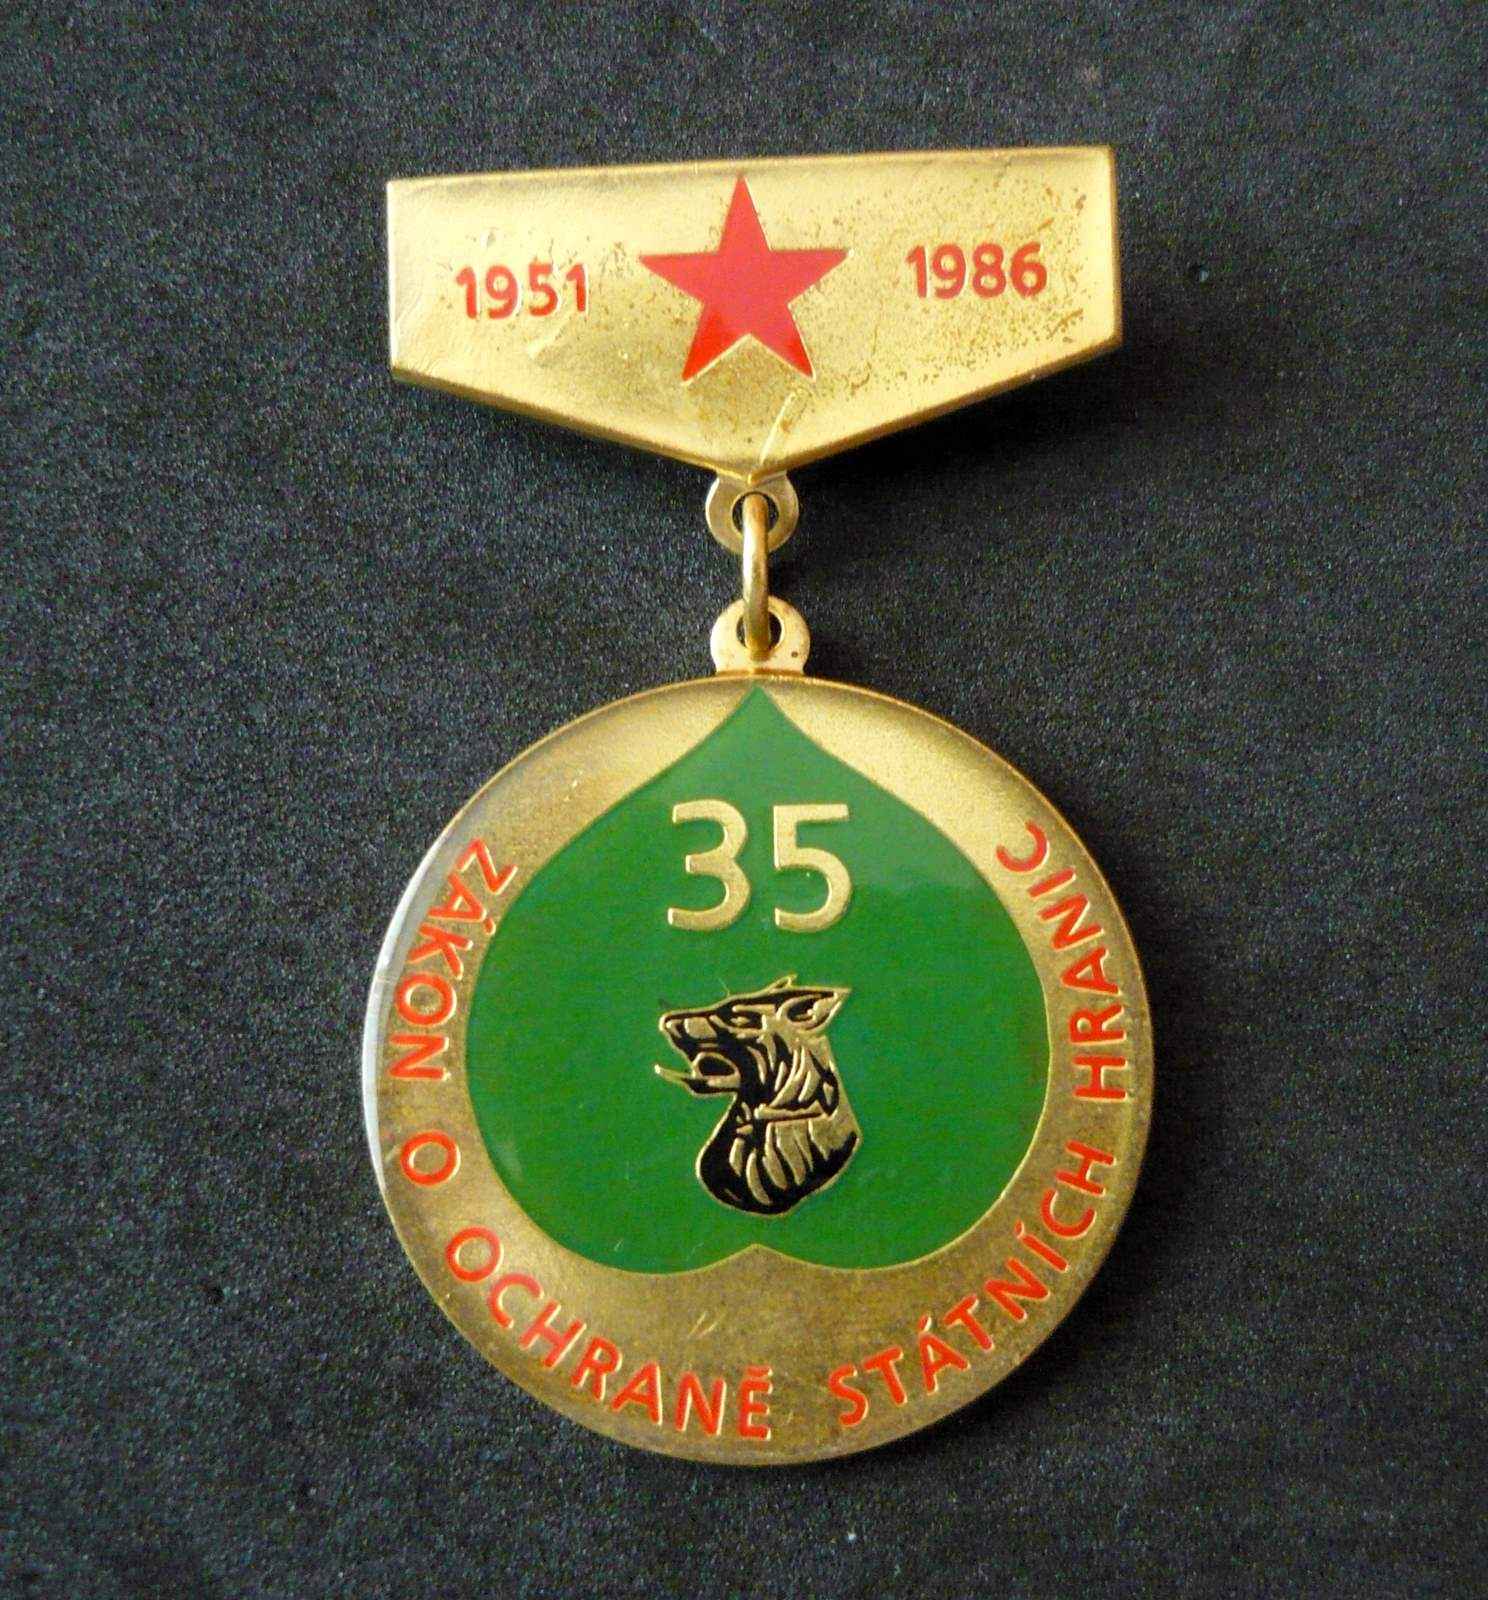 1951 1986
35
ZÁKON O OCHRANĚ STÁTNÍCH HRANIC